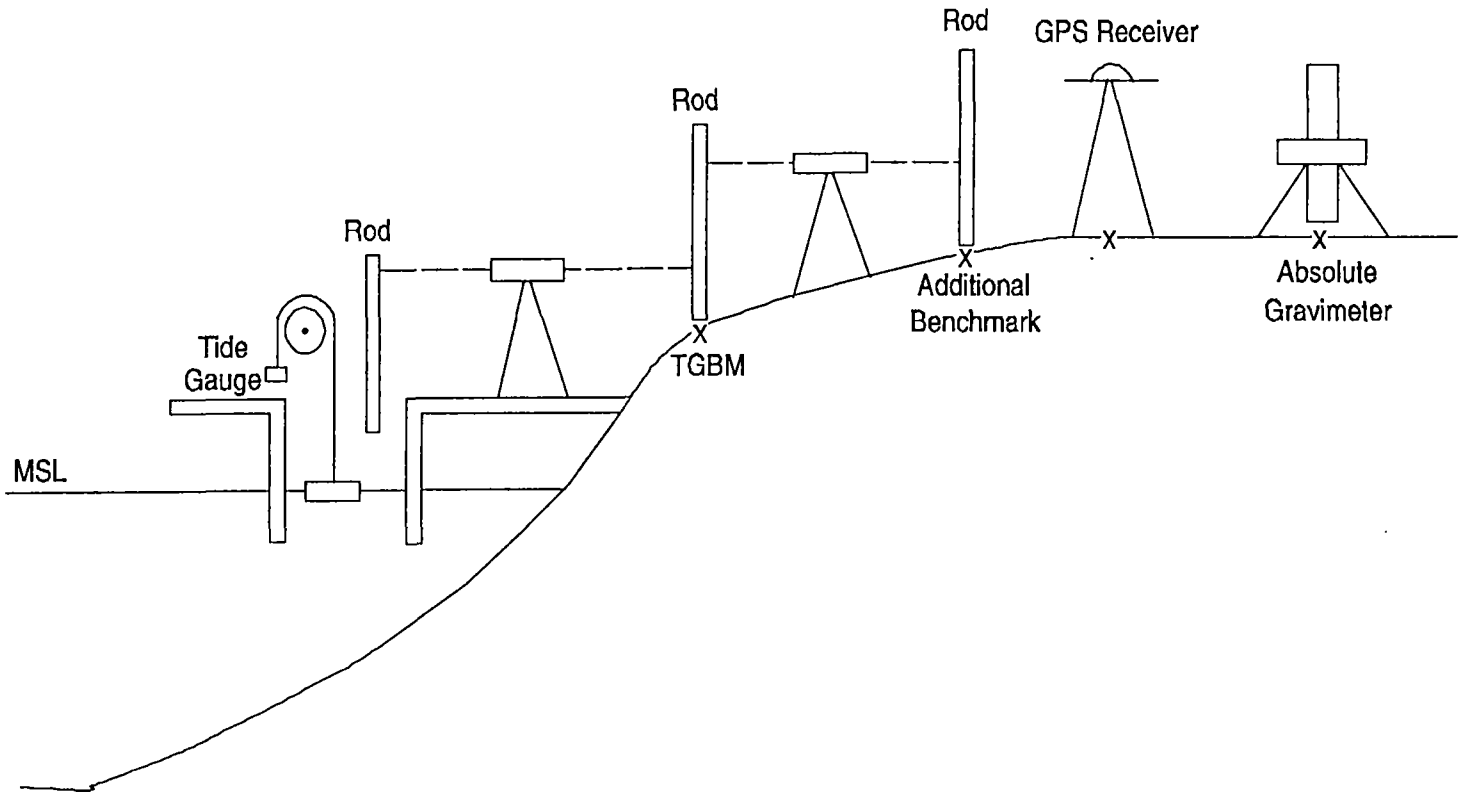 Rod
GPS Receiver
Rod
Rod
Tide
Gauge
TGBM
Additional
Benchmark
Absolute
Gravimeter
MSL